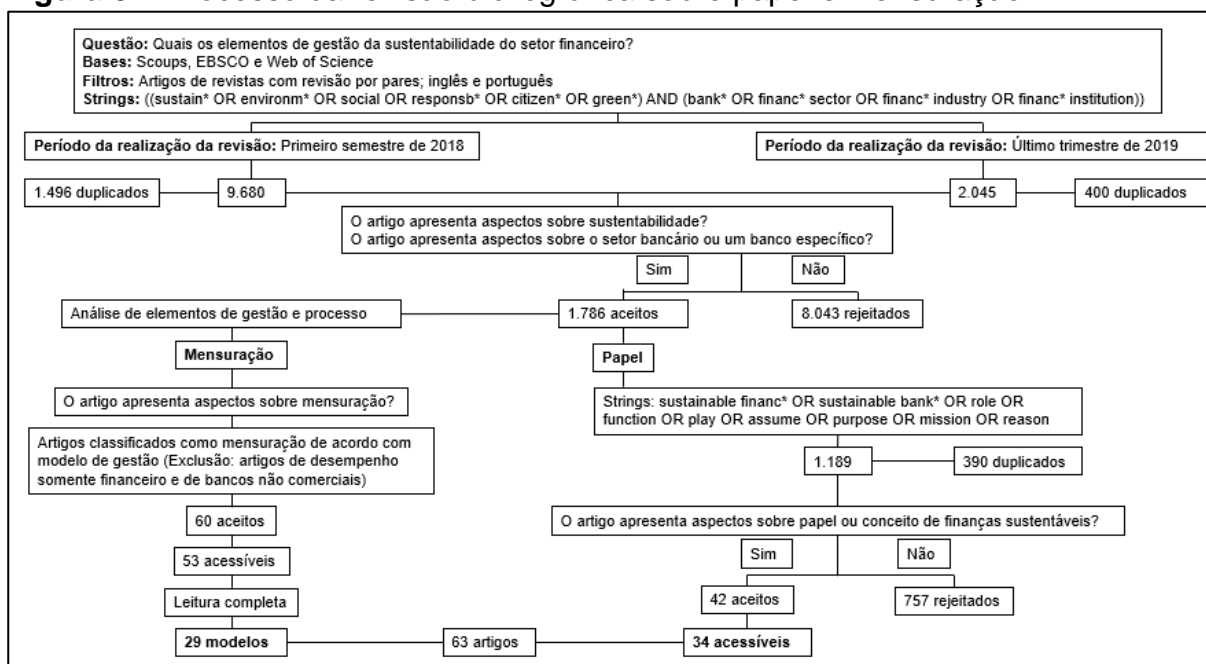 Questão: Quais os elementos de gestão da sustentabilidade do setor financeiro?
Bases: Scoups, EBSCO e Web of Science
Filtros: Artigos de revistas com revisão por pares; inglês e português
Strings: ((sustain* OR environm* OR social OR responsb* OR citizen* OR green*) AND (bank* OR financ* sector OR financ* industry OR financ* institution))
Período da realização da revisão: Primeiro semestre de 2018
Período da realização da revisão: Último trimestre de 2019
1.496 duplicados
9.680
2.045
400 duplicados
O artigo apresenta aspectos sobre sustentabilidade?
O artigo apresenta aspectos sobre o setor bancário ou um banco específico?
Sim
Não
Análise de elementos de gestão e processo
1.786 aceitos
8.043 rejeitados
Mensuração
Papel
O artigo apresenta aspectos sobre mensuração?
Strings: sustainable financ* OR sustainable bank* OR role OR
function OR play OR assume OR purpose OR mission OR reason
Artigos classificados como mensuração de acordo com
modelo de gestão (Exclusão: artigos de desempenho
somente financeiro e de bancos não comerciais)
1.189
390 duplicados
60 aceitos
O artigo apresenta aspectos sobre papel ou conceito de finanças sustentáveis?
53 acessíveis
Sim
Não
Leitura completa
42 aceitos
757 rejeitados
29 modelos
63 artigos
34 acessíveis